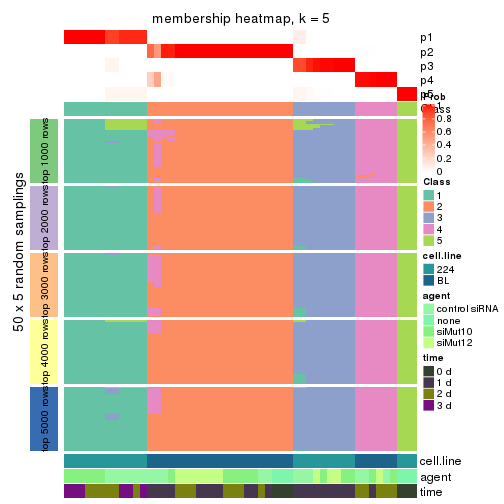 membership heatmap, k = 5
p1
p2
p3
p4
p5
Prob
Class
1
0.8
0.6
0.4
0.2
0
Class
1
2
3
4
5
cell.line
224
BL
agent
control siRNA
none
siMut10
siMut12
time
0 d
1 d
2 d
3 d
50 x 5 random samplings
top 1000 rows
top 2000 rows
top 3000 rows
top 4000 rows
top 5000 rows
cell.line
agent
time